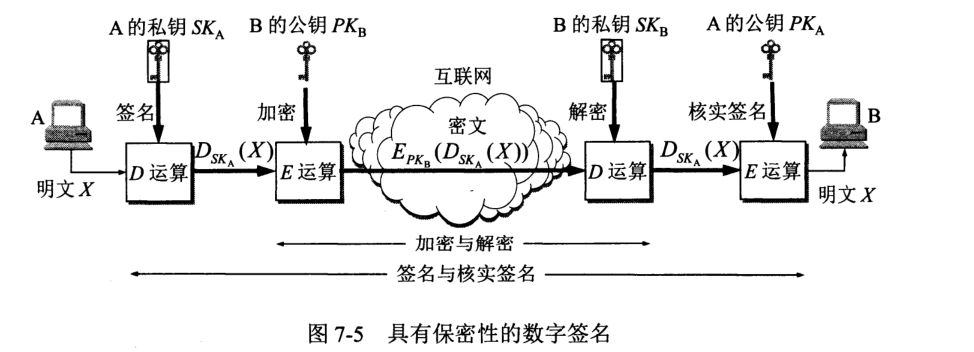 A 的私钥 SK_A B 的公钥 PK_B B 的私钥 SK_B A 的公钥 PK_A
互联网
A 签名 加密 密文 解密 核实签名 B
D_{SK_A}(X) E_{PK_B}(D_{SK_A}(X)) D_{SK_A}(X)
D 运算 E 运算 D 运算 E 运算
明文 X 明文 X
加密与解密
签名与核实签名
图 7-5 具有保密性的数字签名